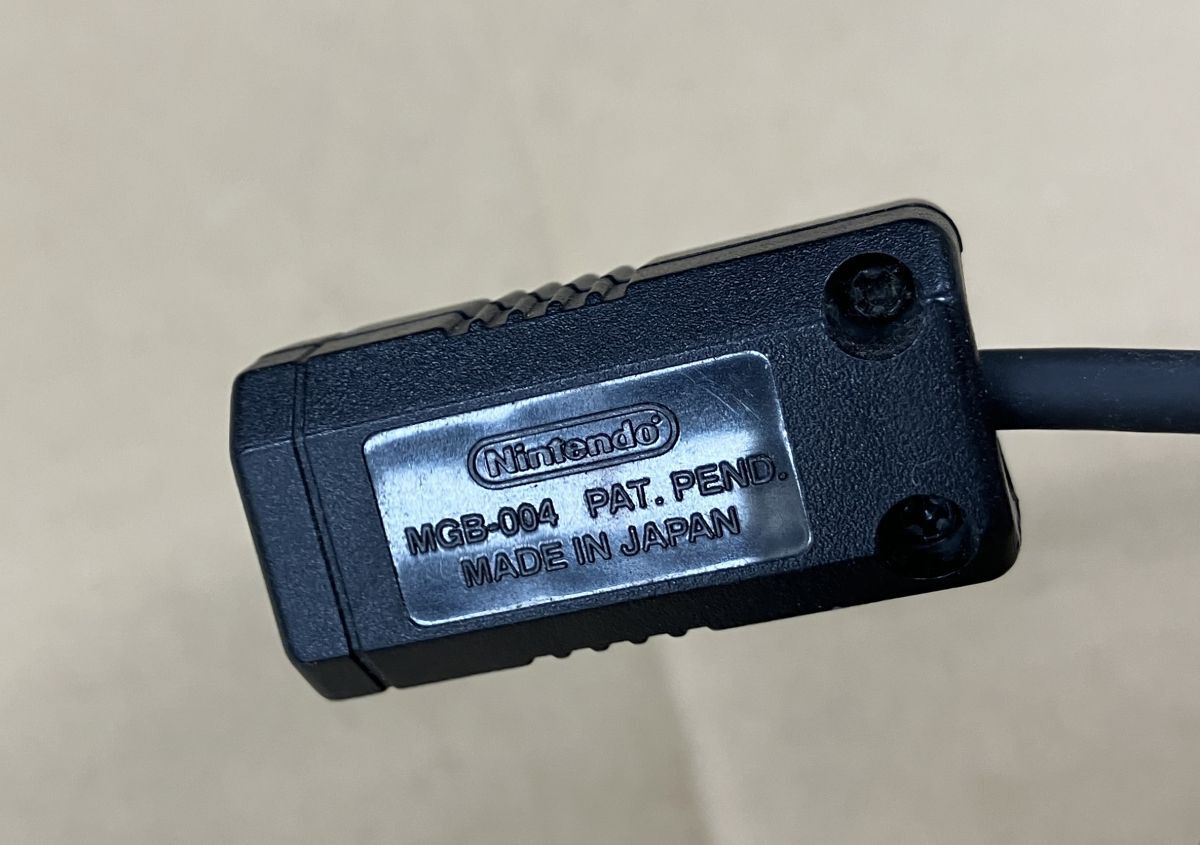 Nintendo
MGB-004 PAT. PEND.
MADE IN JAPAN